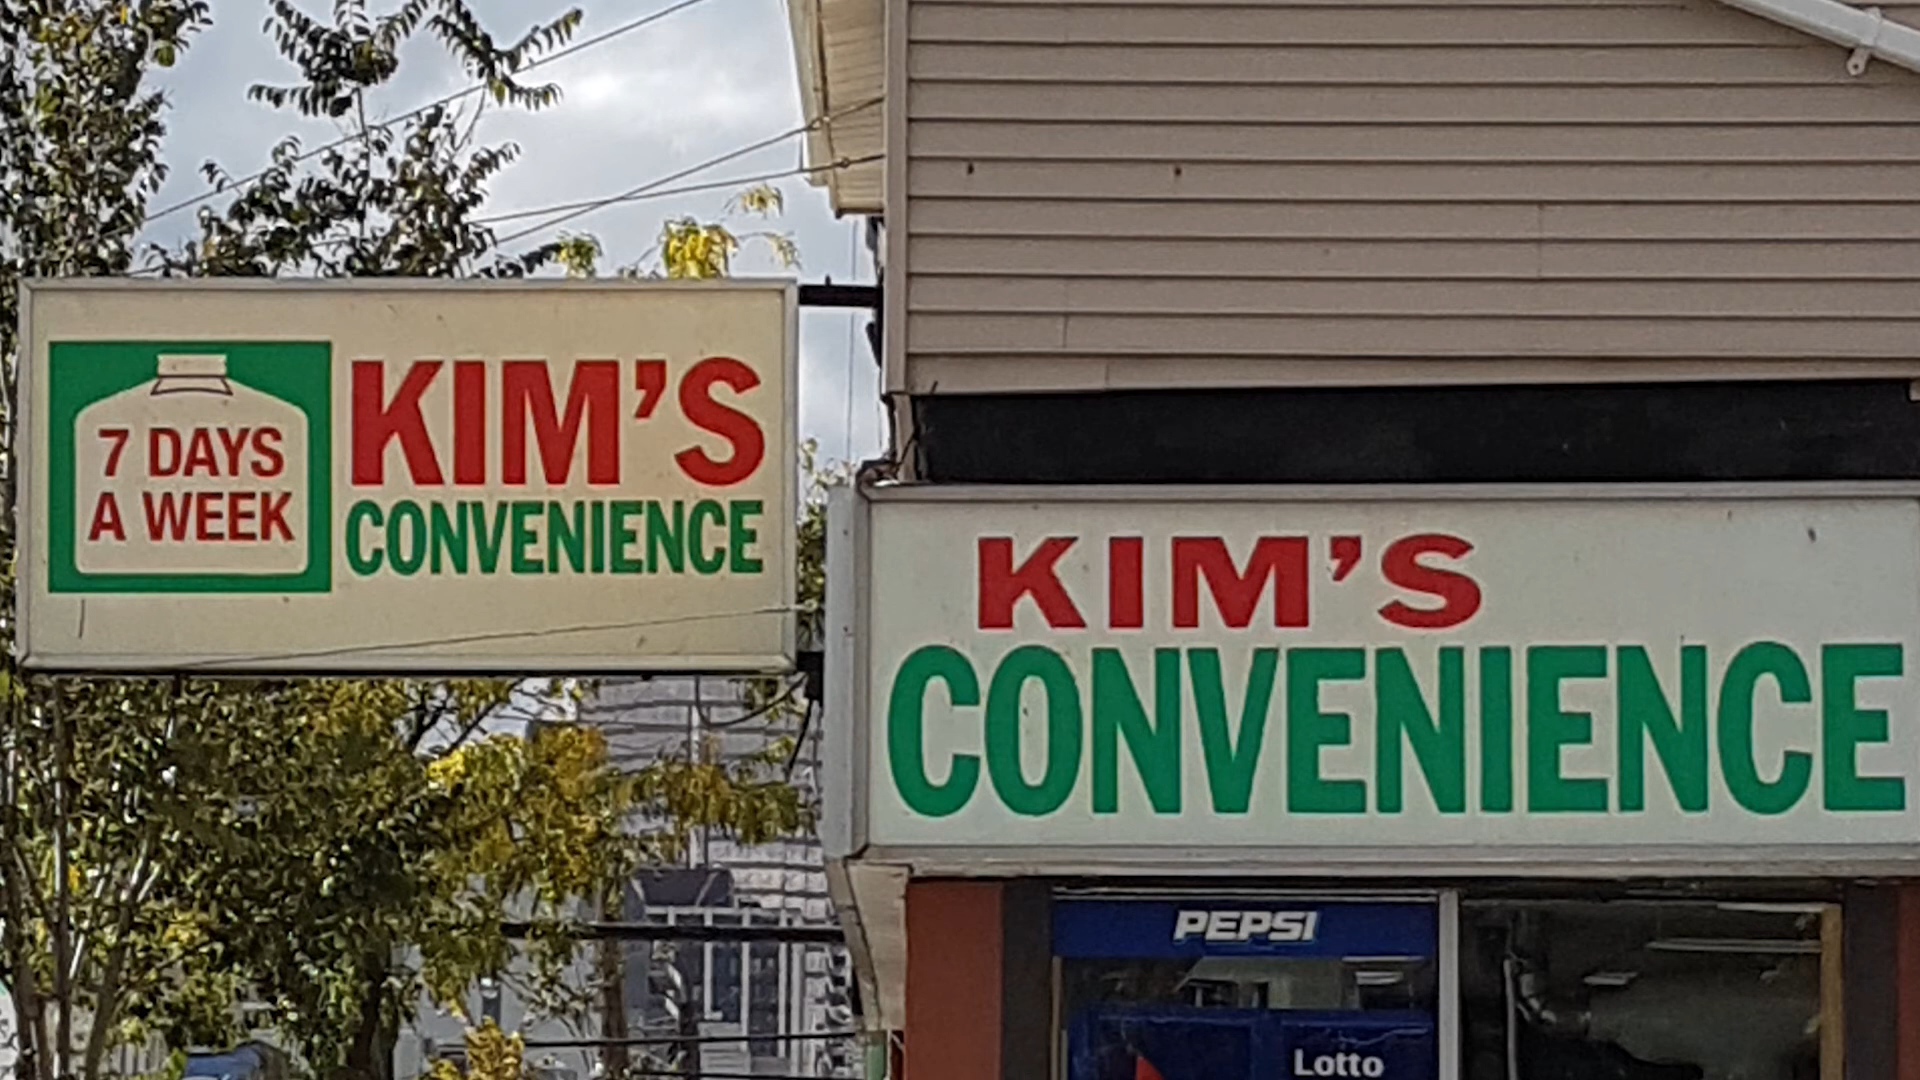 7 DAYS
A WEEK
KIM'S
CONVENIENCE
KIM'S
CONVENIENCE
PEPSI
Lotto